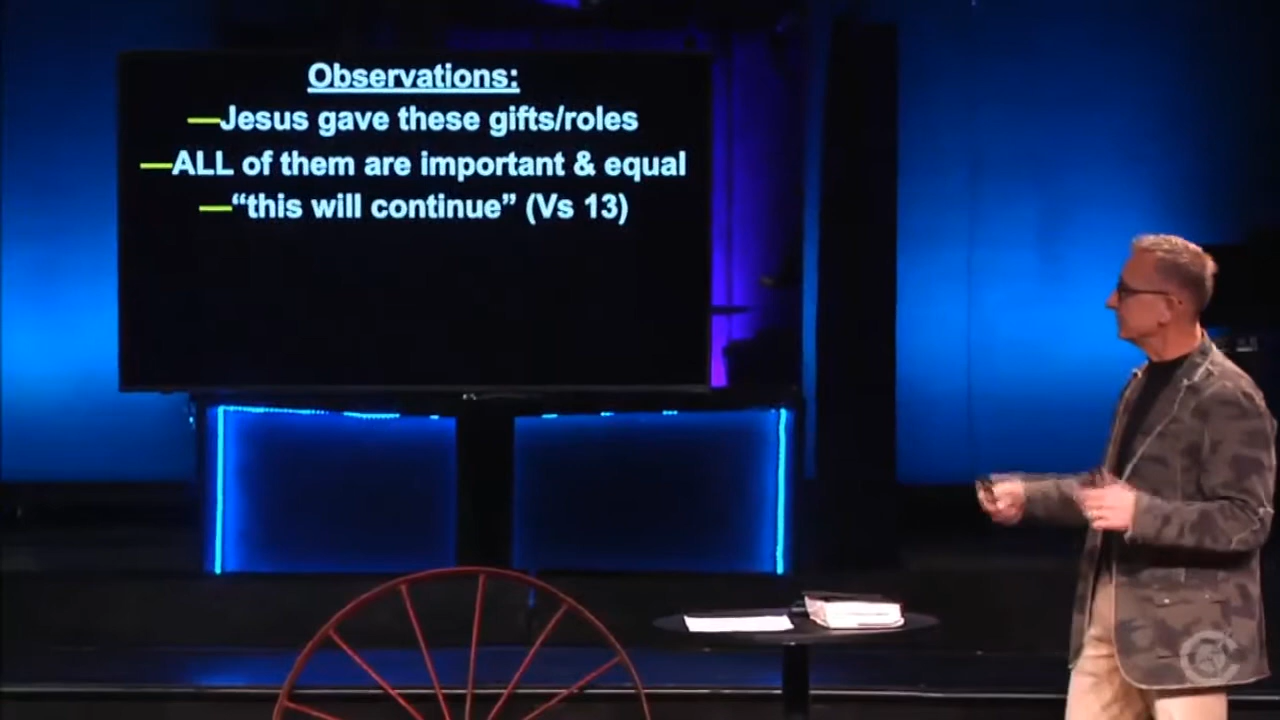 Observations:
—Jesus gave these gifts/roles
—ALL of them are important & equal
—“this will continue” (Vs 13)